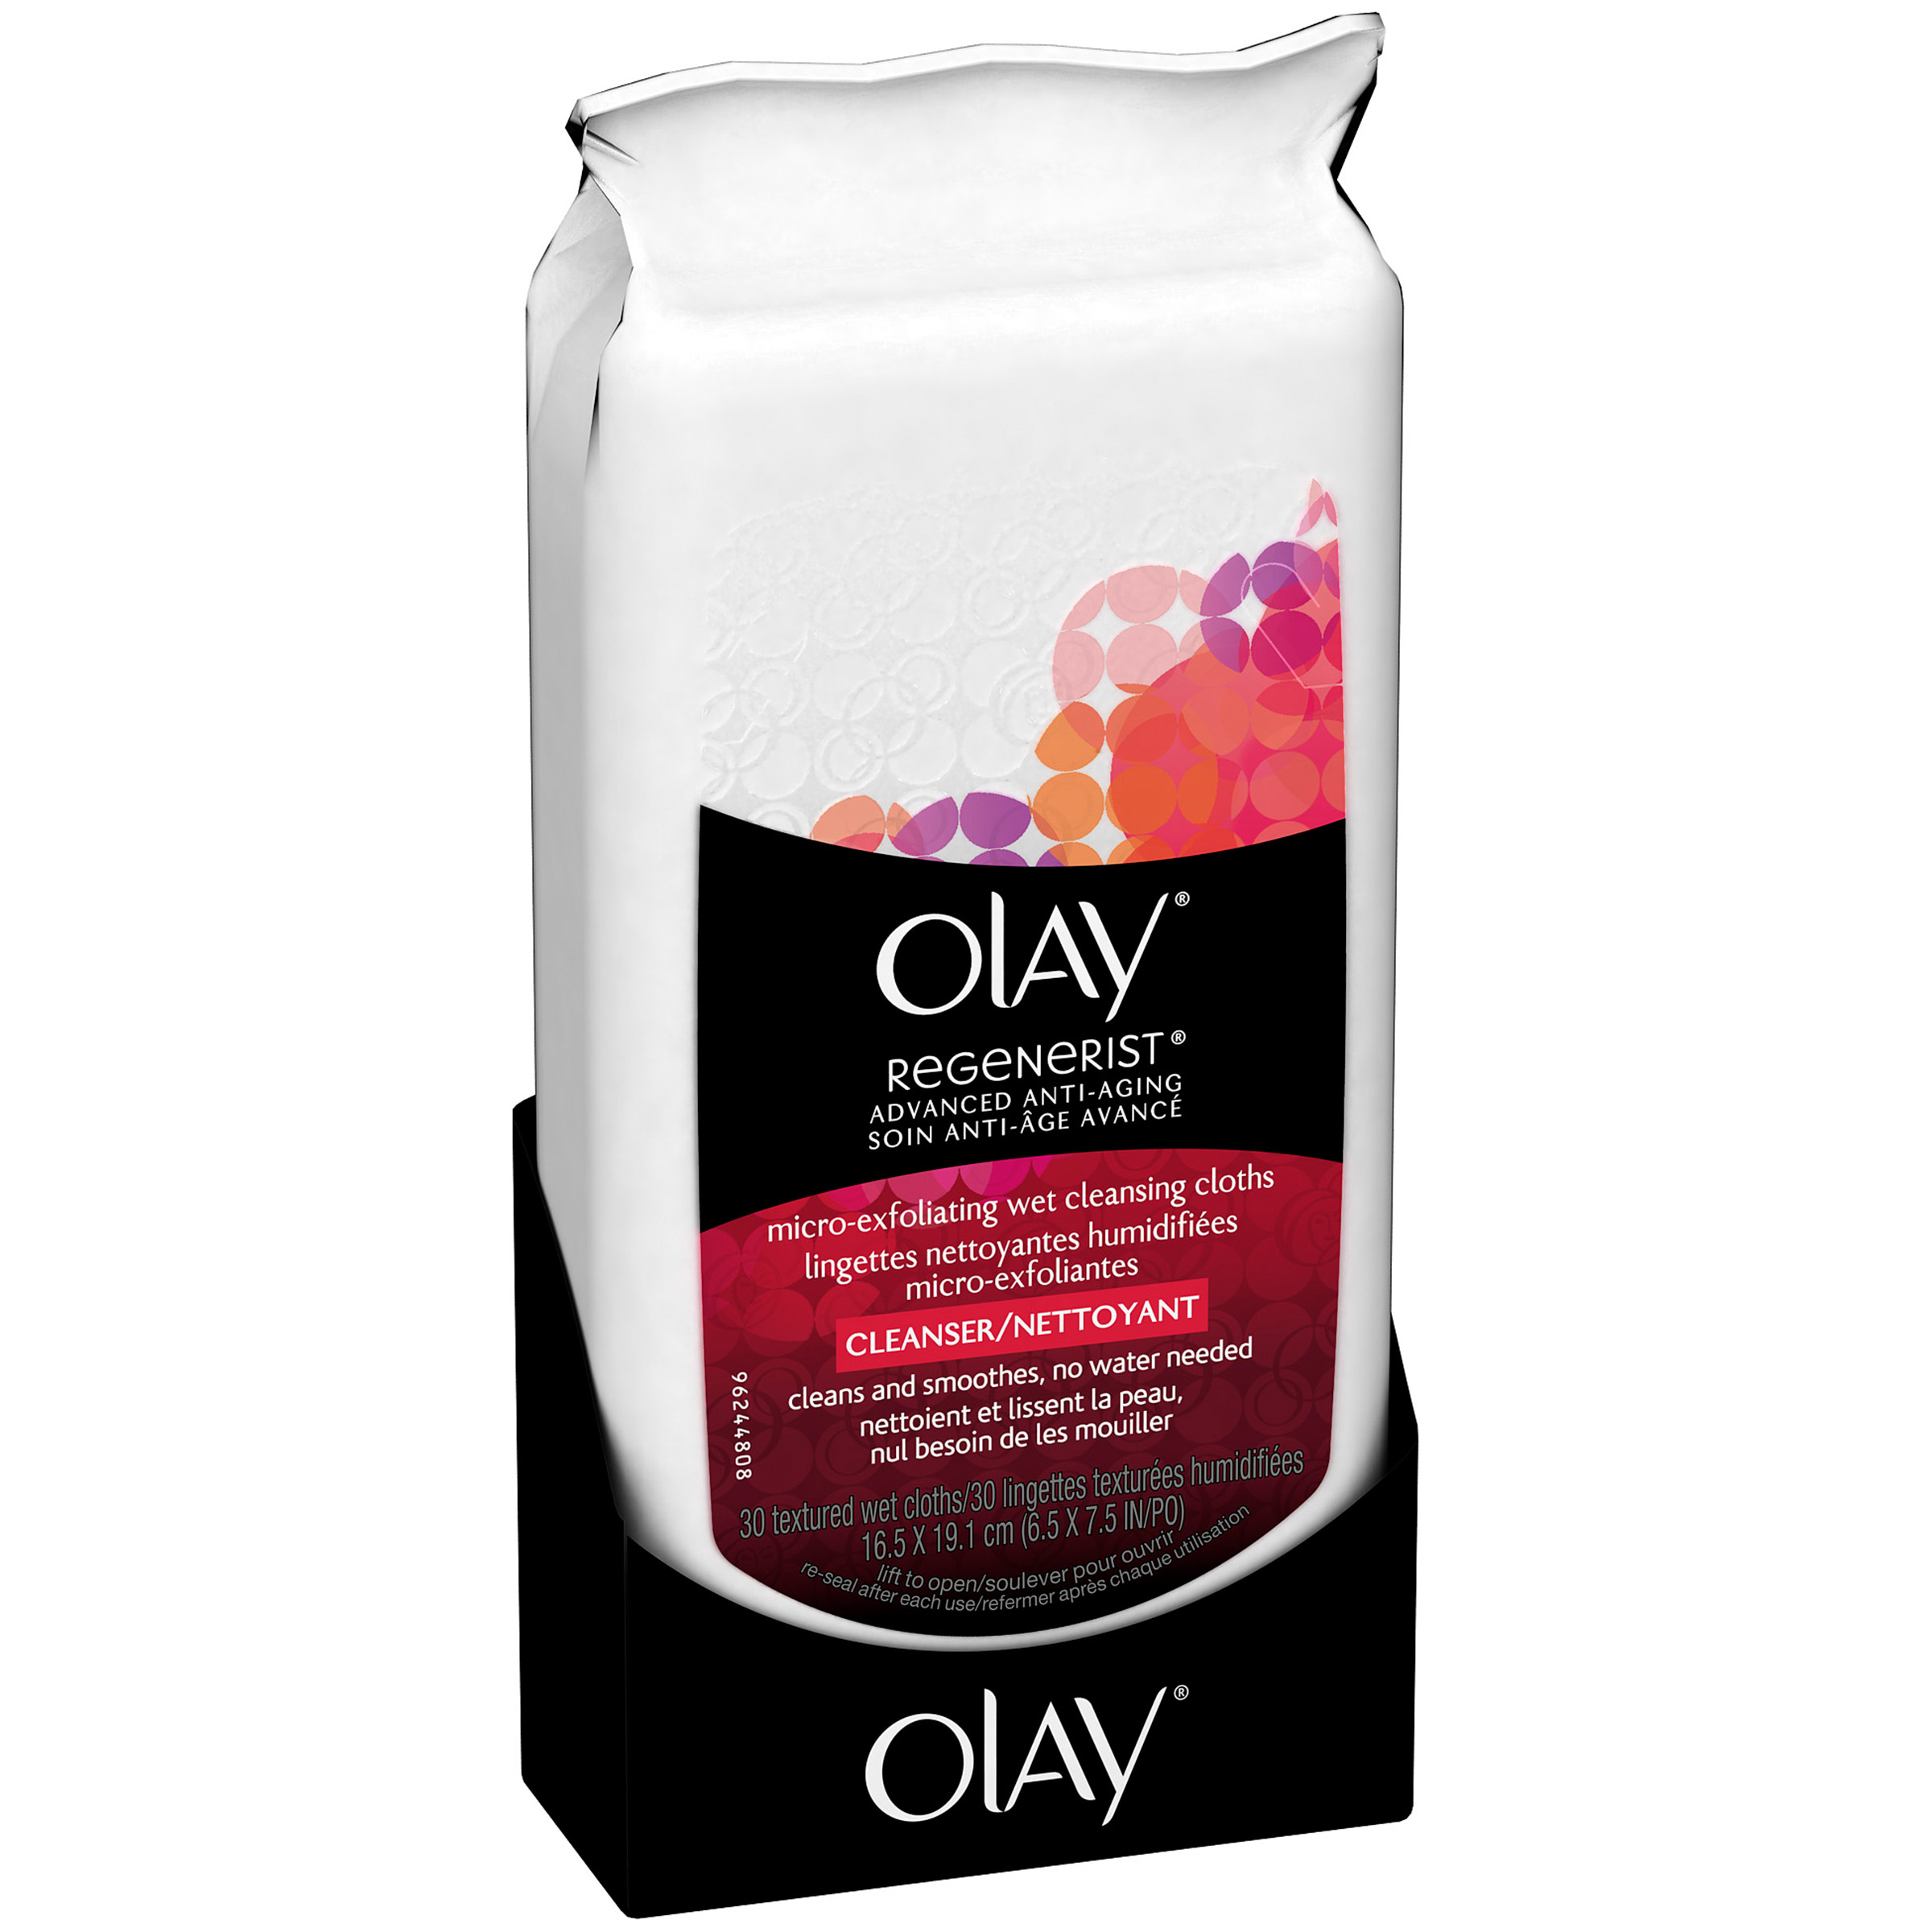 OLAY®
REGENERIST®
ADVANCED ANTI-AGING
SOIN ANTI-ÂGE AVANCÉ
micro-exfoliating wet cleansing cloths
lingettes nettoyantes humidifiées
micro-exfoliantes
CLEANSER/NETTOYANT
cleans and smoothes, no water needed
nettoient et lissent la peau,
nul besoin de les mouiller
96244808
30 textured wet cloths/30 lingettes texturées humidifiées
16.5 X 19.1 cm (6.5 X 7.5 IN/PO)
lift to open/soulever pour ouvrir
re-seal after each use/refermer après chaque utilisation
OLAY®